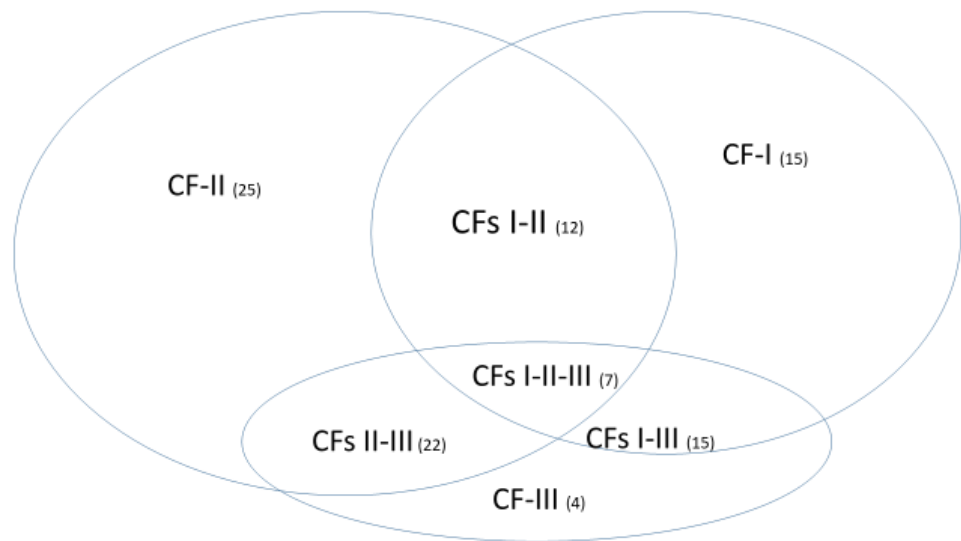 CF-I (15)
CF-II (25)
CFs I-II (12)
CFs I-II-III (7)
CFs II-III (22)
CFs I-III (15)
CF-III (4)